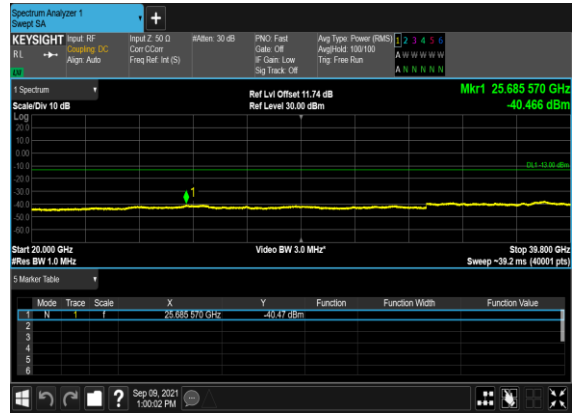 Spectrum Analyzer 1
Swept SA
+
KEYSIGHT Input: RF Input Z: 50 Ω #Atten: 30 dB PNO: Fast Avg Type: Power (RMS) 1 2 3 4 5 6
RL Coupling: DC Corr CCorr Gate: Off Avg|Hold: 100/100 A W W W W W
Align: Auto Freq Ref: Int (S) IF Gain: Low Trig: Free Run
Sig Track: Off A N N N N N
1 Spectrum Ref Lvl Offset 11.74 dB Mkr1 25.685 570 GHz
Scale/Div 10 dB Ref Level 30.00 dBm -40.466 dBm
Log
20.0
10.0
0.00
-10.0 DL1 -13.00 dBm
-20.0
-30.0 1
-40.0
-50.0
-60.0
Start 20.000 GHz Video BW 3.0 MHz* Stop 39.800 GHz
#Res BW 1.0 MHz Sweep ~39.2 ms (40001 pts)
5 Marker Table
Mode Trace Scale X Y Function Function Width Function Value
1 N 1 f 25.685 570 GHz -40.47 dBm
2
3
4
5
6
? Sep 09, 2021
1:00:02 PM